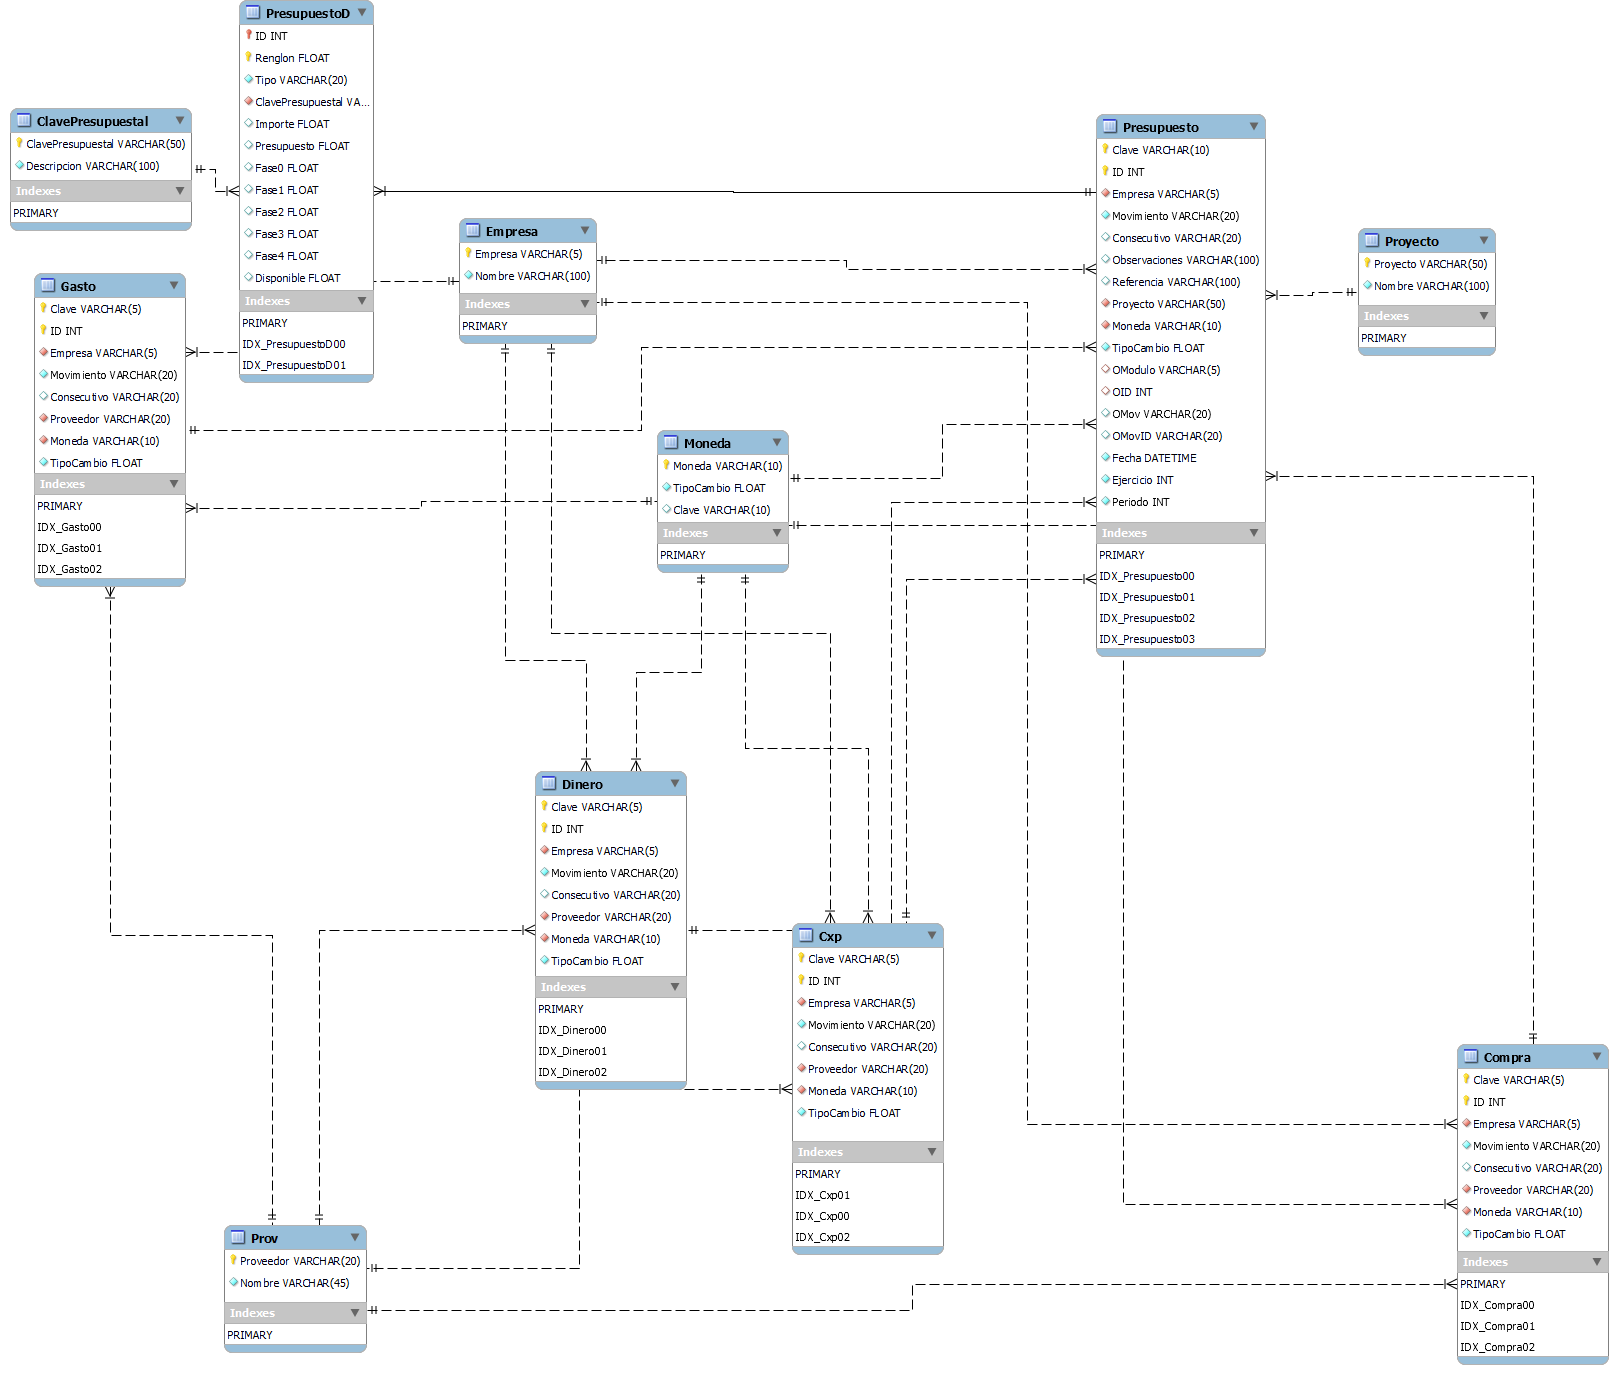 PresupuestoD
ID INT
Renglon FLOAT
Tipo VARCHAR(20)
ClavePresupuestal VA...
Importe FLOAT
Presupuesto FLOAT
Fase0 FLOAT
Fase1 FLOAT
Fase2 FLOAT
Fase3 FLOAT
Fase4 FLOAT
Disponible FLOAT
Indexes
PRIMARY
IDX_PresupuestoD00
IDX_PresupuestoD01
ClavePresupuestal
ClavePresupuestal VARCHAR(50)
Descripcion VARCHAR(100)
Indexes
PRIMARY
Presupuesto
Clave VARCHAR(10)
ID INT
Empresa VARCHAR(5)
Movimiento VARCHAR(20)
Consecutivo VARCHAR(20)
Observaciones VARCHAR(100)
Referencia VARCHAR(100)
Proyecto VARCHAR(50)
Moneda VARCHAR(10)
TipoCambio FLOAT
OModulo VARCHAR(5)
OID INT
OMov VARCHAR(20)
OMovID VARCHAR(20)
Fecha DATETIME
Ejercicio INT
Periodo INT
Indexes
PRIMARY
IDX_Presupuesto00
IDX_Presupuesto01
IDX_Presupuesto02
IDX_Presupuesto03
Empresa
Empresa VARCHAR(5)
Nombre VARCHAR(100)
Indexes
PRIMARY
Proyecto
Proyecto VARCHAR(50)
Nombre VARCHAR(100)
Indexes
PRIMARY
Gasto
Clave VARCHAR(5)
ID INT
Empresa VARCHAR(5)
Movimiento VARCHAR(20)
Consecutivo VARCHAR(20)
Proveedor VARCHAR(20)
Moneda VARCHAR(10)
TipoCambio FLOAT
Indexes
PRIMARY
IDX_Gasto00
IDX_Gasto01
IDX_Gasto02
Moneda
Moneda VARCHAR(10)
TipoCambio FLOAT
Clave VARCHAR(10)
Indexes
PRIMARY
Dinero
Clave VARCHAR(5)
ID INT
Empresa VARCHAR(5)
Movimiento VARCHAR(20)
Consecutivo VARCHAR(20)
Proveedor VARCHAR(20)
Moneda VARCHAR(10)
TipoCambio FLOAT
Indexes
PRIMARY
IDX_Dinero00
IDX_Dinero01
IDX_Dinero02
Cxp
Clave VARCHAR(5)
ID INT
Empresa VARCHAR(5)
Movimiento VARCHAR(20)
Consecutivo VARCHAR(20)
Proveedor VARCHAR(20)
Moneda VARCHAR(10)
TipoCambio FLOAT
Indexes
PRIMARY
IDX_Cxp01
IDX_Cxp00
IDX_Cxp02
Compra
Clave VARCHAR(5)
ID INT
Empresa VARCHAR(5)
Movimiento VARCHAR(20)
Consecutivo VARCHAR(20)
Proveedor VARCHAR(20)
Moneda VARCHAR(10)
TipoCambio FLOAT
Indexes
PRIMARY
IDX_Compra00
IDX_Compra01
IDX_Compra02
Prov
Proveedor VARCHAR(20)
Nombre VARCHAR(45)
Indexes
PRIMARY